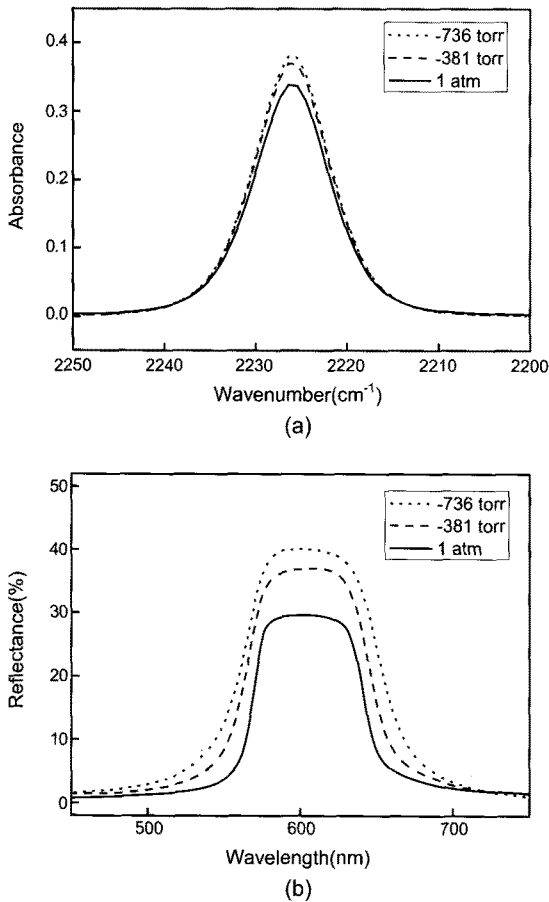 -736 torr
-381 torr
1 atm
0.4
0.3
0.2
0.1
0.0
Absorbance
2250 2240 2230 2220 2210 2200
Wavenumber(cm⁻¹)
(a)
-736 torr
-381 torr
1 atm
50
40
30
20
10
0
Reflectance(%)
500 600 700
Wavelength(nm)
(b)